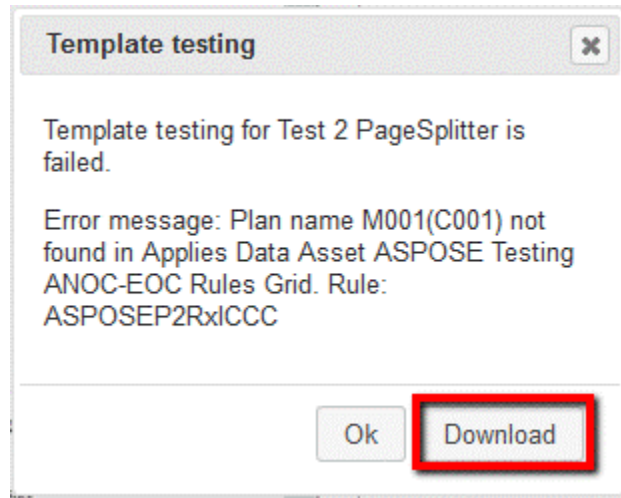 Template testing
Template testing for Test 2 PageSplitter is
failed.
Error message: Plan name M001(C001) not
found in Applies Data Asset ASPOSE Testing
ANOC-EOC Rules Grid. Rule:
ASPOSEP2RxICCC
Ok
Download